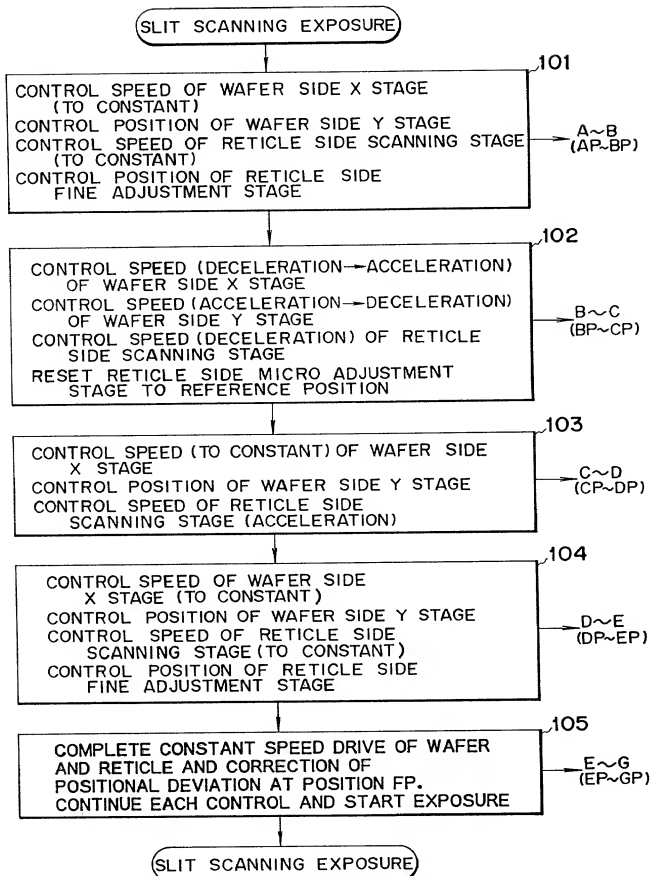 SLIT SCANNING EXPOSURE
101
CONTROL SPEED OF WAFER SIDE X STAGE
(TO CONSTANT)
CONTROL POSITION OF WAFER SIDE Y STAGE
CONTROL SPEED OF RETICLE SIDE SCANNING STAGE
(TO CONSTANT)
CONTROL POSITION OF RETICLE SIDE
FINE ADJUSTMENT STAGE
A~B
(AP~BP)
102
CONTROL SPEED (DECELERATION→ACCELERATION)
OF WAFER SIDE X STAGE
CONTROL SPEED (ACCELERATION→DECELERATION)
OF WAFER SIDE Y STAGE
CONTROL SPEED (DECELERATION) OF RETICLE
SIDE SCANNING STAGE
RESET RETICLE SIDE MICRO ADJUSTMENT
STAGE TO REFERENCE POSITION
B~C
(BP~CP)
103
CONTROL SPEED (TO CONSTANT) OF WAFER SIDE
X STAGE
CONTROL POSITION OF WAFER SIDE Y STAGE
CONTROL SPEED OF RETICLE SIDE
SCANNING STAGE (ACCELERATION)
C~D
(CP~DP)
104
CONTROL SPEED OF WAFER SIDE
X STAGE (TO CONSTANT)
CONTROL POSITION OF WAFER SIDE Y STAGE
CONTROL SPEED OF RETICLE SIDE
SCANNING STAGE (TO CONSTANT)
CONTROL POSITION OF RETICLE SIDE
FINE ADJUSTMENT STAGE
D~E
(DP~EP)
105
COMPLETE CONSTANT SPEED DRIVE OF WAFER
AND RETICLE AND CORRECTION OF
POSITIONAL DEVIATION AT POSITION FP.
CONTINUE EACH CONTROL AND START EXPOSURE
E~G
(EP~GP)
SLIT SCANNING EXPOSURE